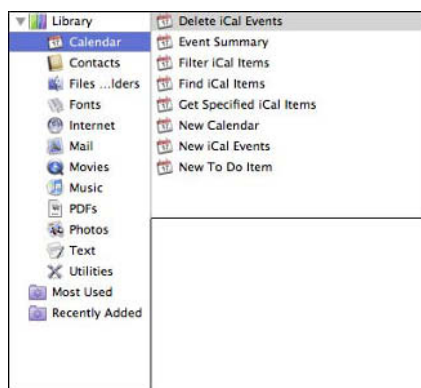 Library
Calendar
Contacts
Files ...lders
Fonts
Internet
Mail
Movies
Music
PDFs
Photos
Text
Utilities
Most Used
Recently Added
Delete iCal Events
Event Summary
Filter iCal Items
Find iCal Items
Get Specified iCal Items
New Calendar
New iCal Events
New To Do Item